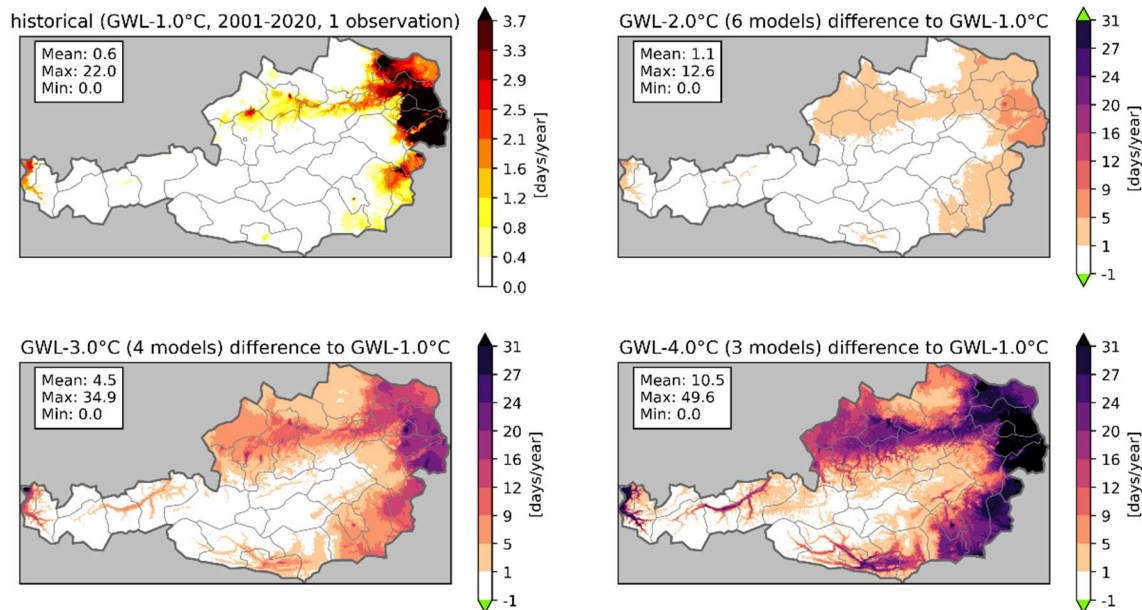 historical (GWL-1.0°C, 2001-2020, 1 observation)
Mean: 0.6
Max: 22.0
Min: 0.0
3.7
3.3
2.9
2.5
2.1
1.6
1.2
0.8
0.4
0.0
[days/year]
GWL-2.0°C (6 models) difference to GWL-1.0°C
Mean: 1.1
Max: 12.6
Min: 0.0
31
27
24
20
16
12
9
5
1
-1
[days/year]
GWL-3.0°C (4 models) difference to GWL-1.0°C
Mean: 4.5
Max: 34.9
Min: 0.0
31
27
24
20
16
12
9
5
1
-1
[days/year]
GWL-4.0°C (3 models) difference to GWL-1.0°C
Mean: 10.5
Max: 49.6
Min: 0.0
31
27
24
20
16
12
9
5
1
-1
[days/year]